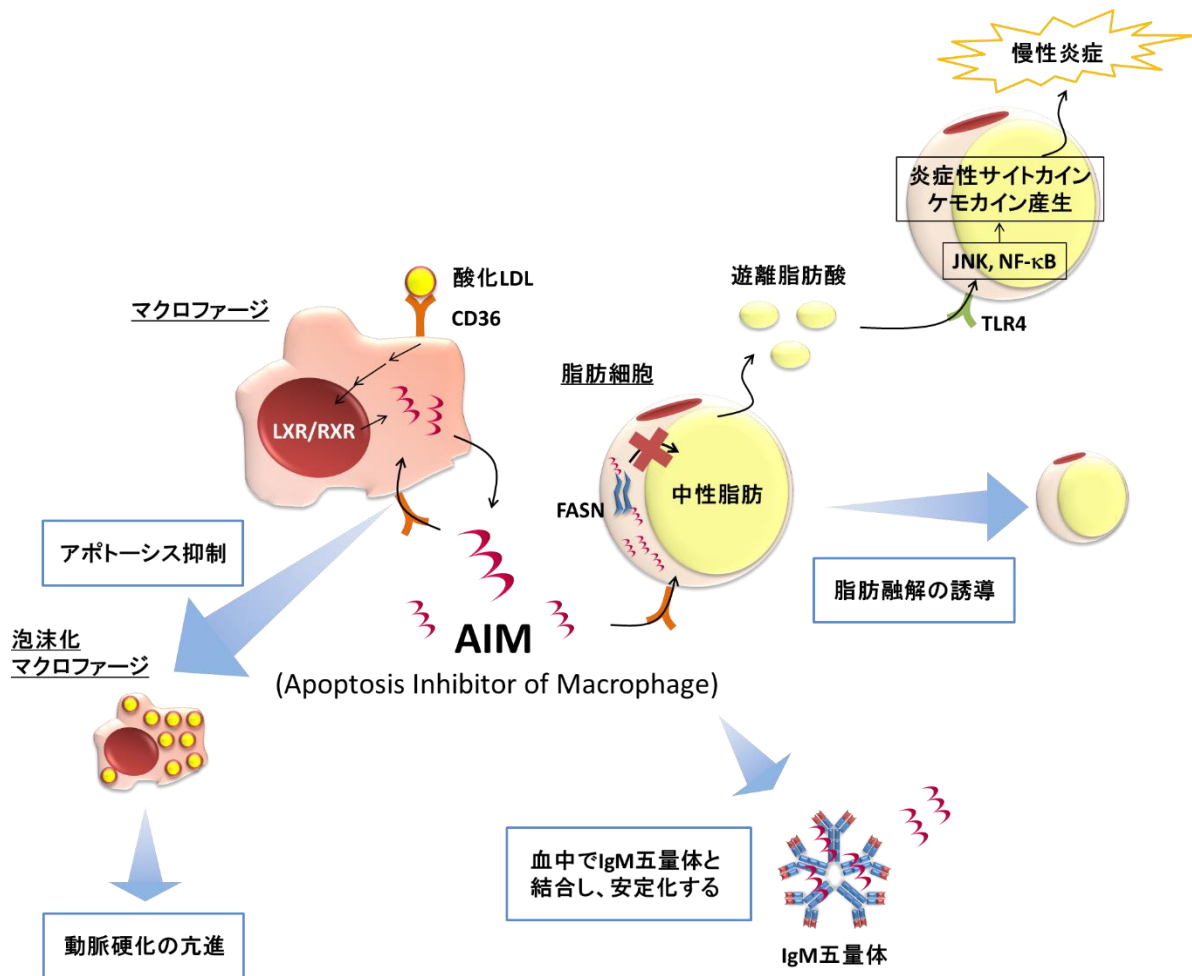 慢性炎症
炎症性サイトカイン
ケモカイン産生
JNK, NF-κB
TLR4
遊離脂肪酸
酸化LDL
CD36
マクロファージ
LXR/RXR
脂肪細胞
中性脂肪
FASN
アポトーシス抑制
脂肪融解の誘導
泡沫化
マクロファージ
AIM
(Apoptosis Inhibitor of Macrophage)
血中でIgM五量体と
結合し、安定化する
動脈硬化の亢進
IgM五量体